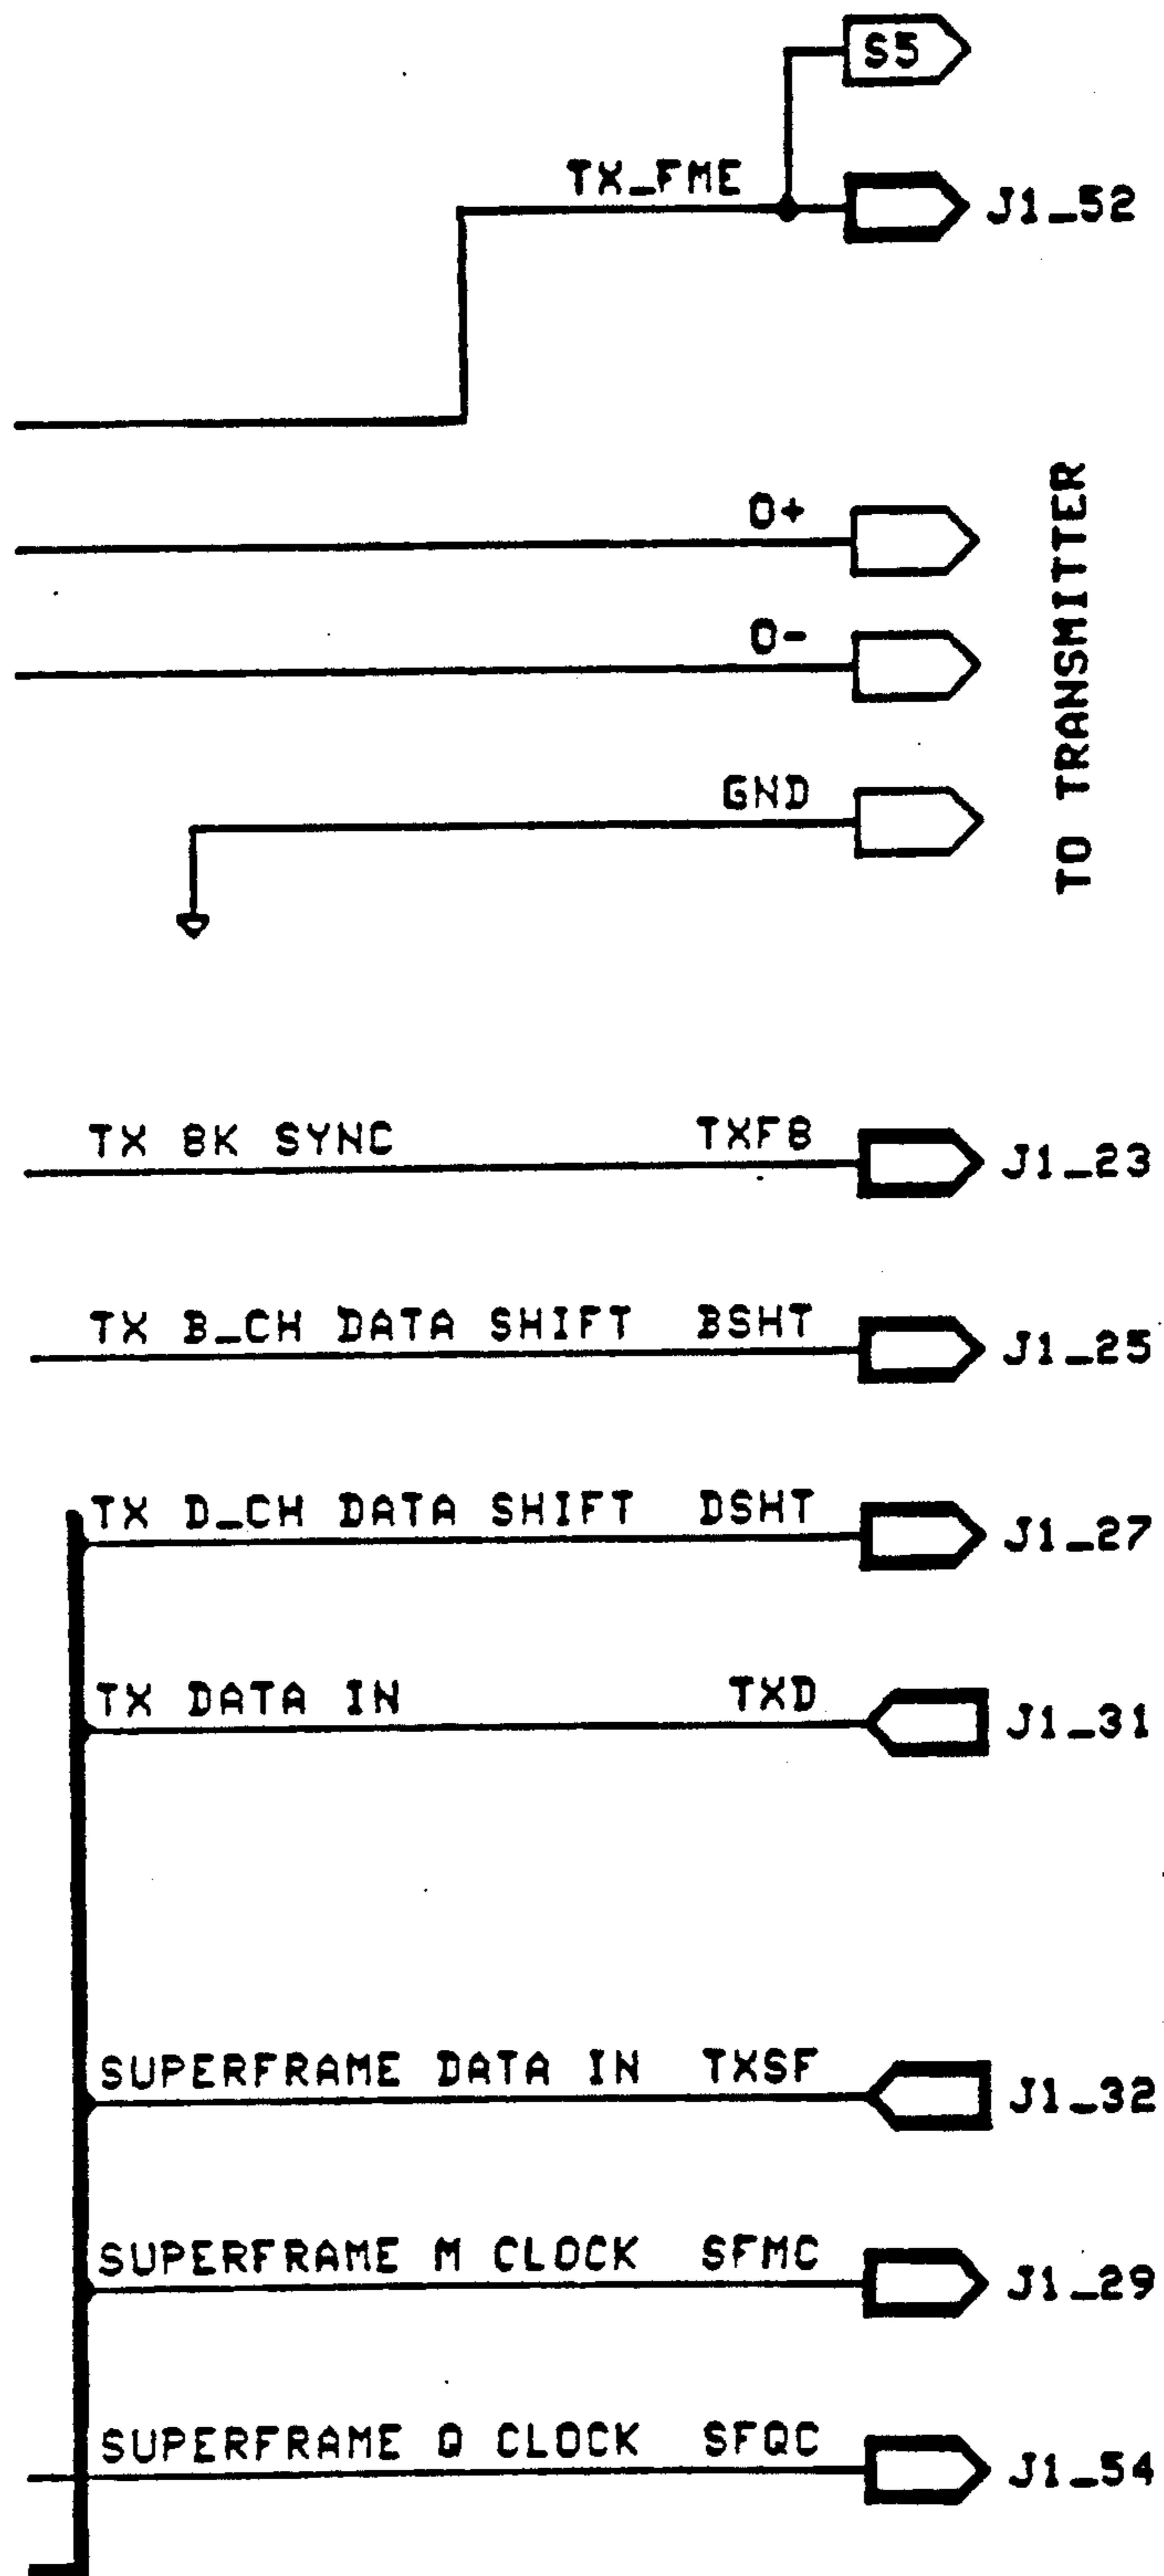 S5
TX_FME J1_52
O+
O-
GND
TO TRANSMITTER
TX 8K SYNC TXF8 J1_23
TX B_CH DATA SHIFT BSHT J1_25
TX D_CH DATA SHIFT DSHT J1_27
TX DATA IN TXD J1_31
SUPERFRAME DATA IN TXSF J1_32
SUPERFRAME M CLOCK SFMC J1_29
SUPERFRAME Q CLOCK SFQC J1_54